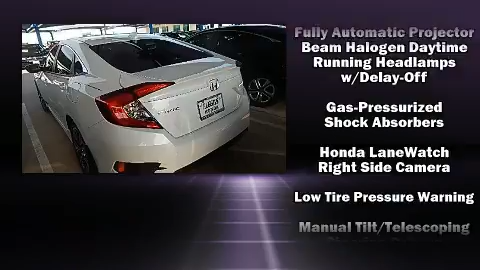 Fully Automatic Projector
Beam Halogen Daytime
Running Headlamps
w/Delay-Off
Gas-Pressurized
Shock Absorbers
Honda LaneWatch
Right Side Camera
Low Tire Pressure Warning
Manual Tilt/Telescoping